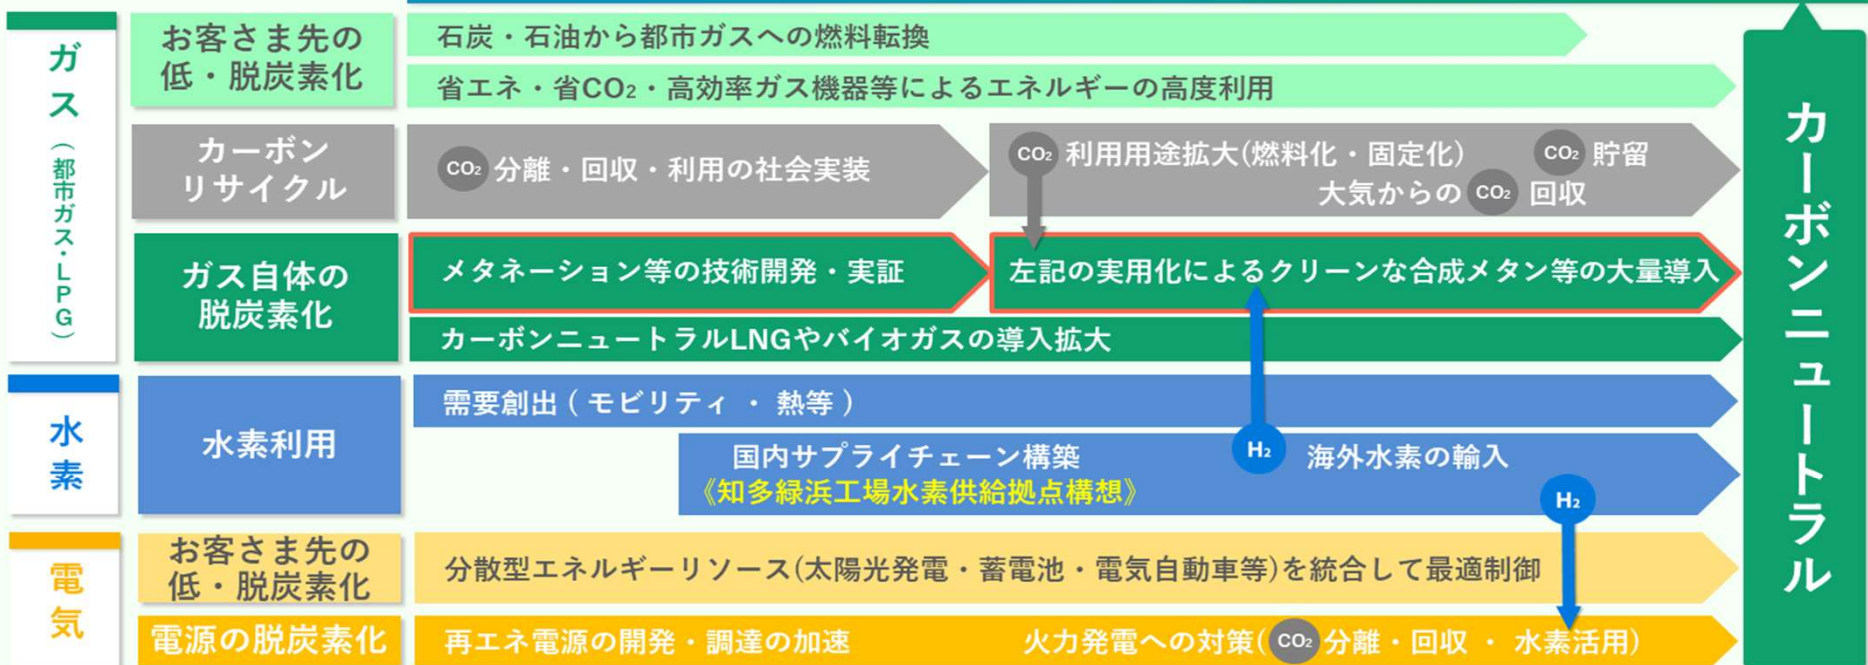 ガス(都市ガス・LPG)
お客さま先の
低・脱炭素化
石炭・石油から都市ガスへの燃料転換
省エネ・省CO₂・高効率ガス機器等によるエネルギーの高度利用
カーボン
リサイクル
CO₂ 分離・回収・利用の社会実装
CO₂ 利用用途拡大(燃料化・固定化) CO₂ 貯留
大気からの CO₂ 回収
ガス自体の
脱炭素化
メタネーション等の技術開発・実証
左記の実用化によるクリーンな合成メタン等の大量導入
カーボンニュートラルLNGやバイオガスの導入拡大
水素
水素利用
需要創出(モビリティ・熱等)
国内サプライチェーン構築
《知多緑浜工場水素供給拠点構想》
H₂
海外水素の輸入
H₂
電気
お客さま先の
低・脱炭素化
分散型エネルギーリソース(太陽光発電・蓄電池・電気自動車等)を統合して最適制御
電源の脱炭素化
再エネ電源の開発・調達の加速
火力発電への対策(CO₂ 分離・回収・水素活用)
カーボンニュートラル